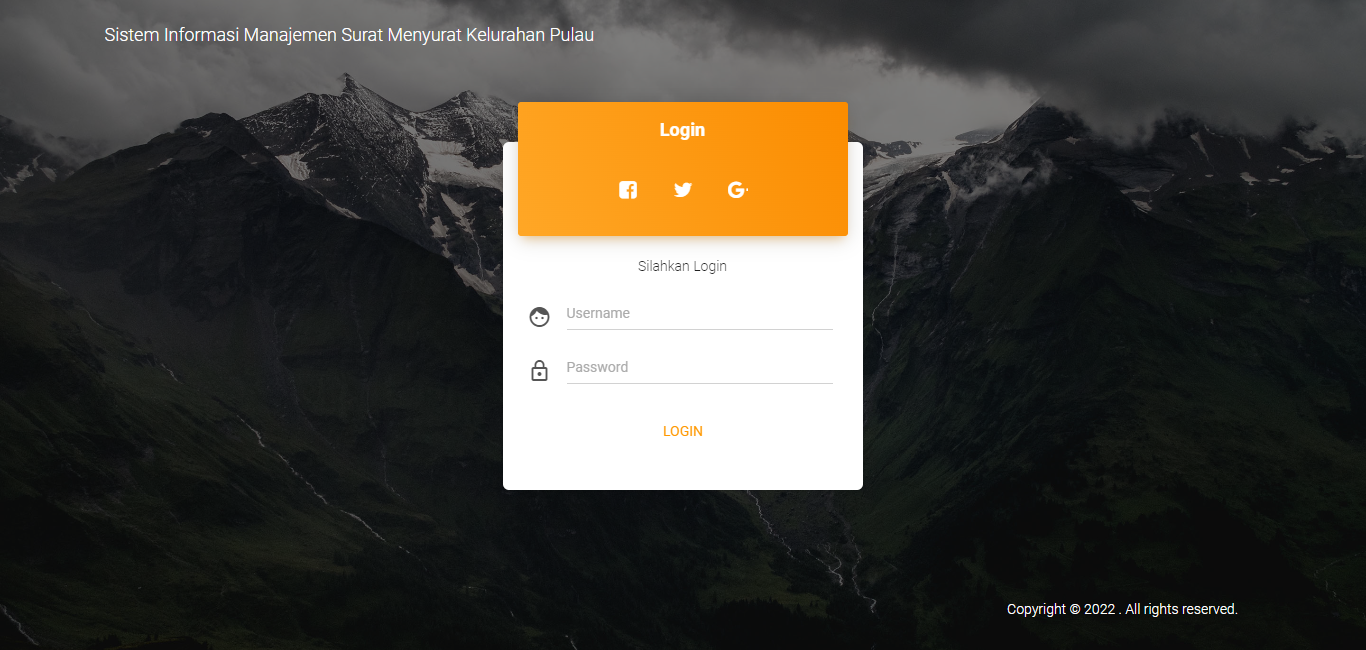 Sistem Informasi Manajemen Surat Menyurat Kelurahan Pulau
Login
Silahkan Login
Username
Password
LOGIN
Copyright © 2022 . All rights reserved.